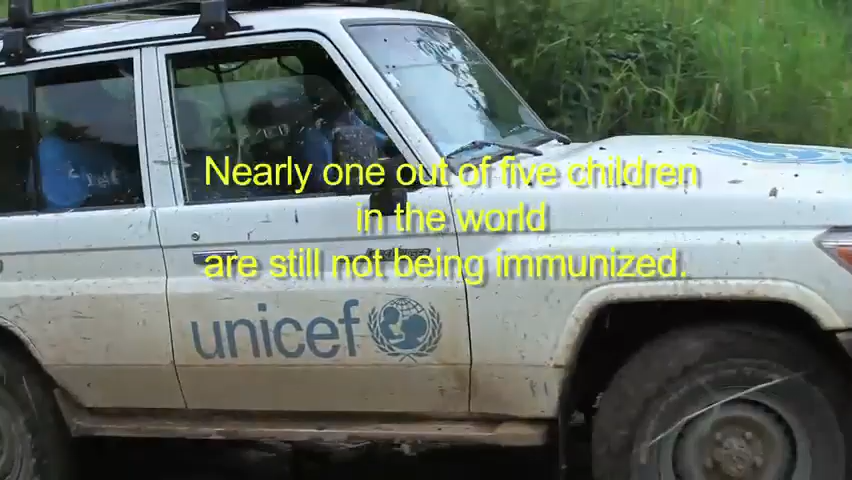 Nearly one out of five children
in the world
are still not being immunized.
unicef